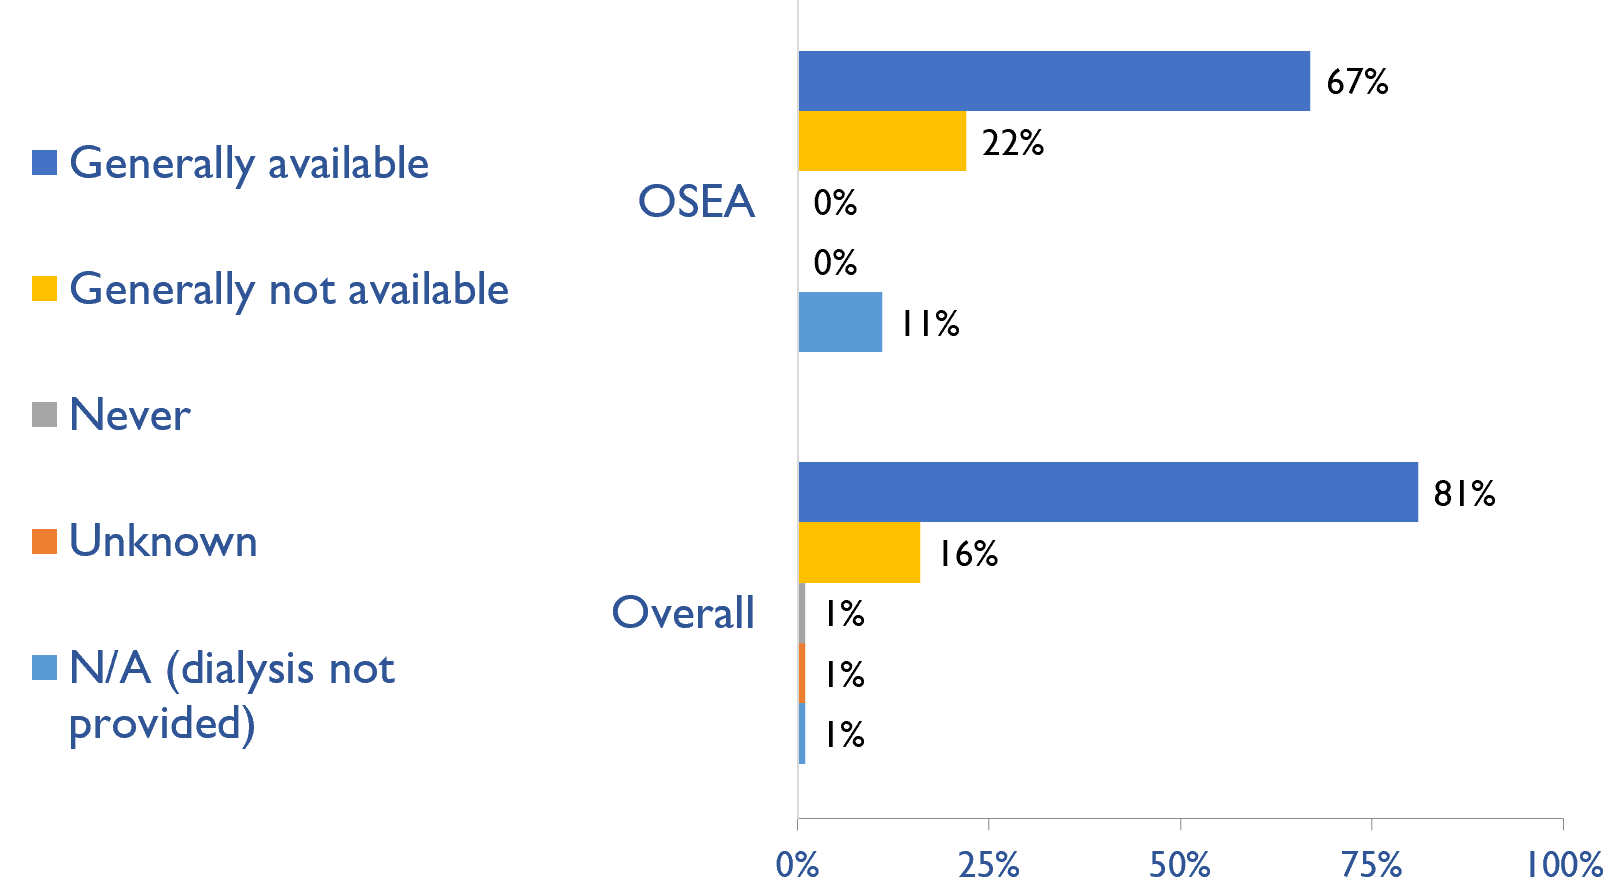 Generally available
Generally not available
Never
Unknown
N/A (dialysis not
provided)
OSEA
67%
22%
0%
0%
11%
Overall
81%
16%
1%
1%
1%
0% 25% 50% 75% 100%